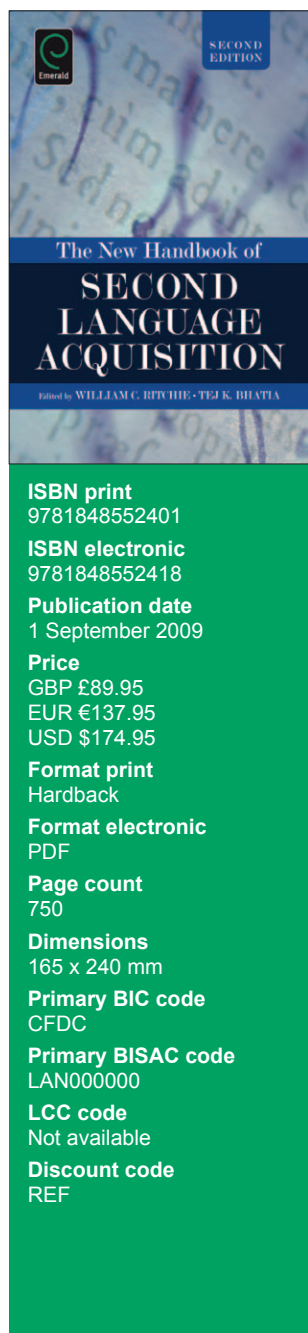 Emerald
SECOND
EDITION
The New Handbook of
SECOND
LANGUAGE
ACQUISITION
Edited by WILLIAM C. RITCHIE • TEJ K. BHATIA
ISBN print
9781848552401
ISBN electronic
9781848552418
Publication date
1 September 2009
Price
GBP £89.95
EUR €137.95
USD $174.95
Format print
Hardback
Format electronic
PDF
Page count
750
Dimensions
165 x 240 mm
Primary BIC code
CFDC
Primary BISAC code
LAN000000
LCC code
Not available
Discount code
REF